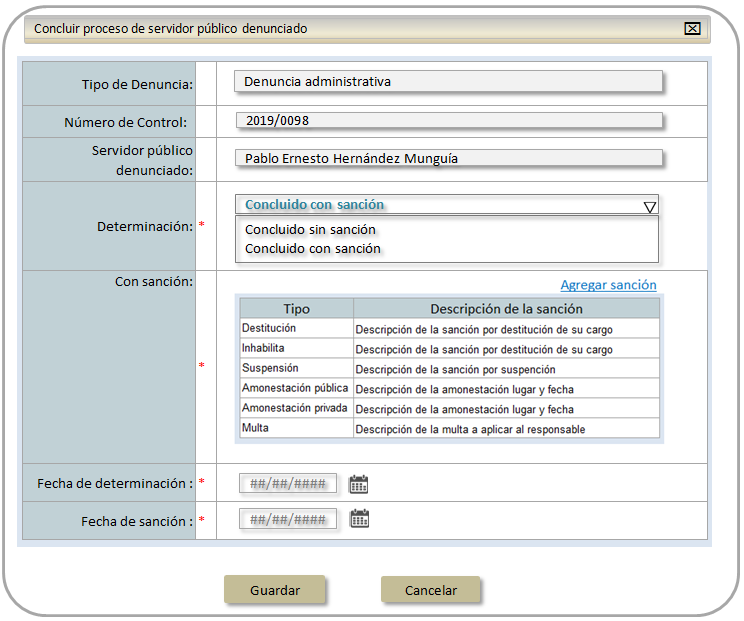 Concluir proceso de servidor público denunciado
Tipo de Denuncia:
Denuncia administrativa
Número de Control:
2019/0098
Servidor público
denunciado:
Pablo Ernesto Hernández Munguía
Determinación: *
Concluido con sanción
Concluido sin sanción
Concluido con sanción
Con sanción:
*
Agregar sanción
Tipo Descripción de la sanción
Destitución Descripción de la sanción por destitución de su cargo
Inhabilita Descripción de la sanción por destitución de su cargo
Suspensión Descripción de la sanción por suspención
Amonestación pública Descripción de la amonestación lugar y fecha
Amonestación privada Descripción de la amonestación lugar y fecha
Multa Descripción de la multa a aplicar al responsable
Fecha de determinación : * ##/##/####
Fecha de sanción : * ##/##/####
Guardar Cancelar